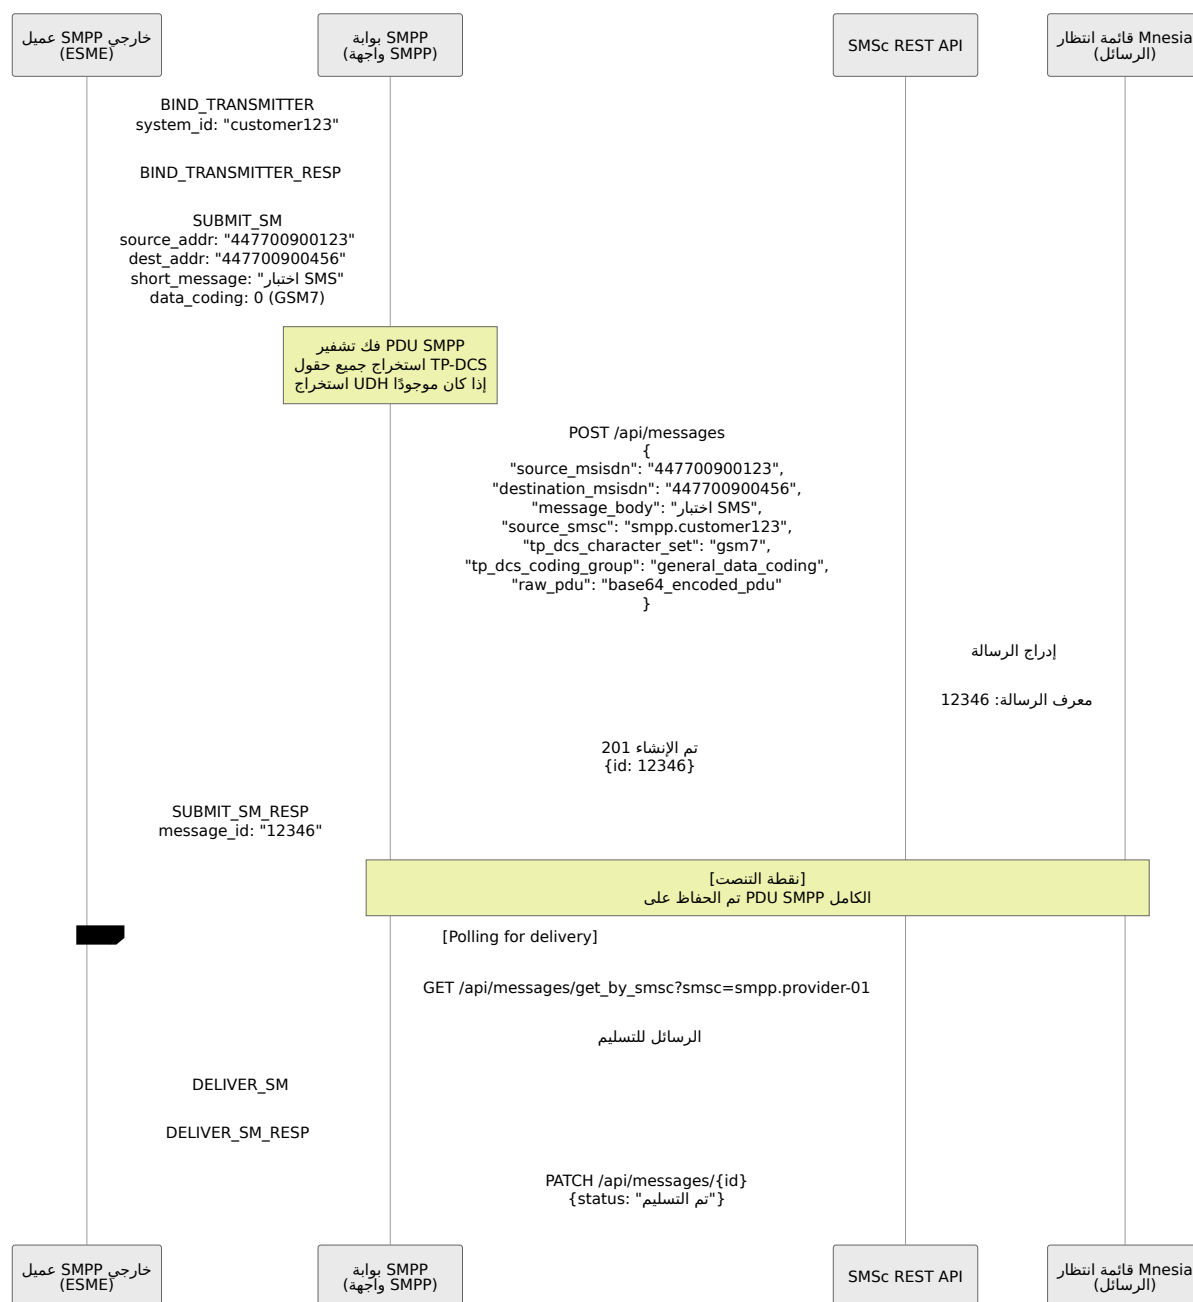 عميل SMPP خارجي
(ESME)
بوابة SMPP
(واجهة SMPP)
SMSc REST API
قائمة انتظار Mnesia
(الرسائل)
BIND_TRANSMITTER
system_id: "customer123"
BIND_TRANSMITTER_RESP
SUBMIT_SM
source_addr: "447700900123"
dest_addr: "447700900456"
short_message: "اختبار SMS"
data_coding: 0 (GSM7)
فك تشفير PDU SMPP
استخراج جميع حقول TP-DCS
استخراج UDH إذا كان موجودًا
POST /api/messages
{
"source_msisdn": "447700900123",
"destination_msisdn": "447700900456",
"message_body": "اختبار SMS",
"source_smsc": "smpp.customer123",
"tp_dcs_character_set": "gsm7",
"tp_dcs_coding_group": "general_data_coding",
"raw_pdu": "base64_encoded_pdu"
}
إدراج الرسالة
معرف الرسالة: 12346
201 تم الإنشاء
{id: 12346}
SUBMIT_SM_RESP
message_id: "12346"
[نقطة التنصت]
تم الحفاظ على PDU SMPP الكامل
[Polling for delivery]
GET /api/messages/get_by_smsc?smsc=smpp.provider-01
الرسائل للتسليم
DELIVER_SM
DELIVER_SM_RESP
PATCH /api/messages/{id}
{status: "تم التسليم"}
عميل SMPP خارجي
(ESME)
بوابة SMPP
(واجهة SMPP)
SMSc REST API
قائمة انتظار Mnesia
(الرسائل)